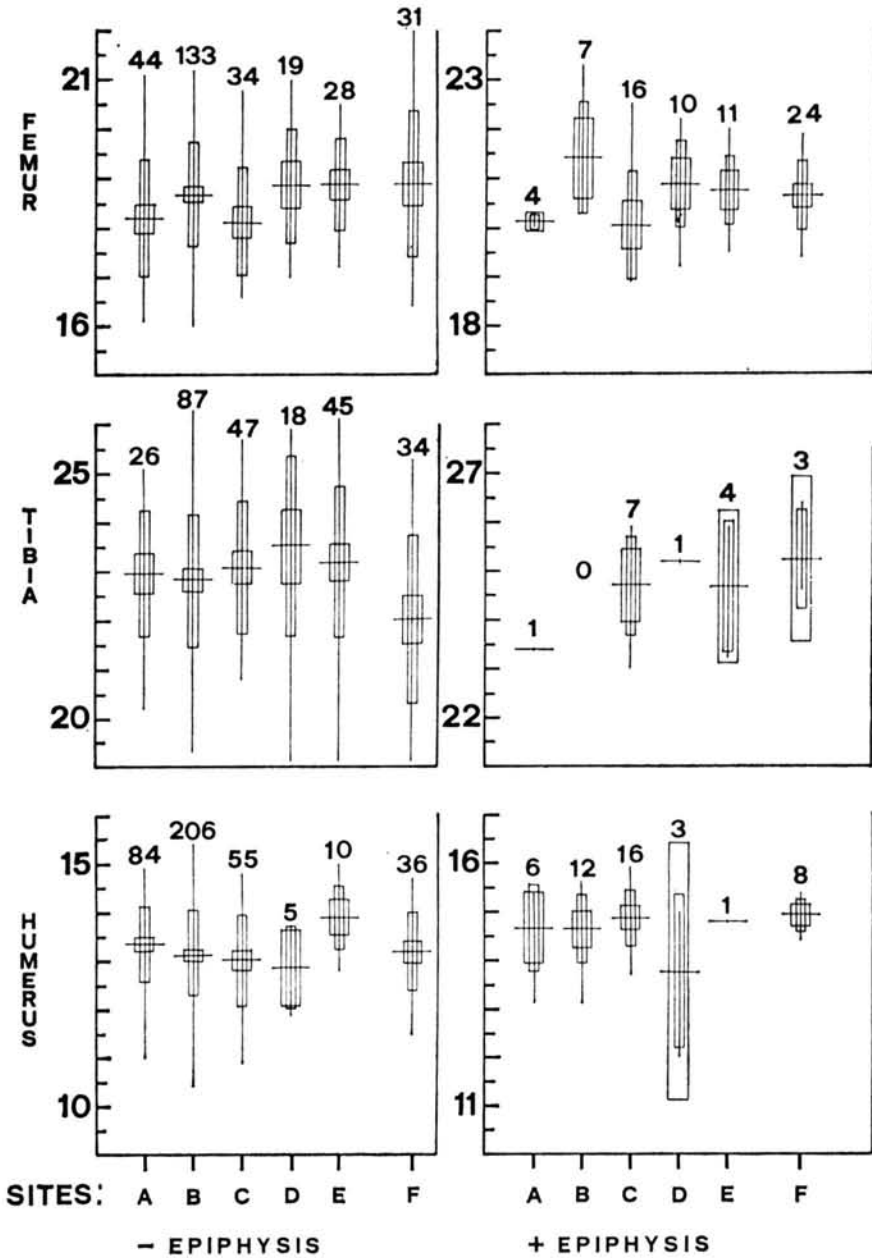 44 133 34 19 28 31
21
16
FEMUR
7 16 10 11 24
4
23
18
26 87 47 18 45 34
25
20
TIBIA
1 0 7 1 4 3
27
22
84 206 55 5 10 36
15
10
HUMERUS
6 12 16 3 1 8
16
11
SITES: A B C D E F A B C D E F
− EPIPHYSIS + EPIPHYSIS